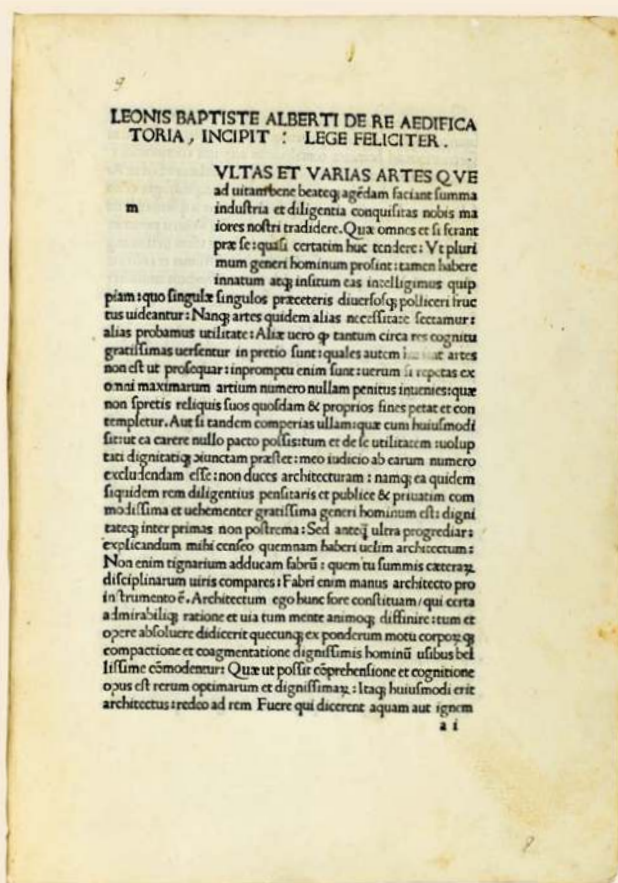 9
LEONIS BAPTISTE ALBERTI DE RE AEDIFICA
TORIA, INCIPIT : LEGE FELICITER.
m
VLTAS ET VARIAS ARTES QVE
ad uitam bene beateq; agẽdam faciant summa
industria et diligentia conquisitas nobis ma
iores nostri tradidere. Quæ omnes et si ferant
præ se: quasi certatim huc tendere: Vt pluri
mum generi hominum prosint: tamen habere
innatum atq; insitum eas intelligimus quip
piam: quo singulæ singulos præceteris diuersosq; polliceri fruc
tus uideantur: Nanq; artes quidem alias necessitate sectamur:
alias probamus utilitate: Aliæ uero ꝙ tantum circa res cognitu
gratissimas uersentur in pretio sunt: quales autem artes
non est ut prosequar: inpromptu enim sunt: uerum si repetas ex
omni maximarum artium numero nullam penitus inuenies: quæ
non spretis reliquis suos quosdam & proprios fines petat et con
templetur. Aut si tandem comperias ullam: quæ cum huiusmodi
sit: ut ea carere nullo pacto possis: tum et de se utilitatem: uolup
tati dignitatiq; præstet: meo iudicio ab earum numero
excludendam esse: non duces architecturam: namq; ea quidem
siquidem rem diligentius pensitaris et publice & priuatim com
modissima et uehementer gratissima generi hominum est: digni
tateq; inter primas non postrema: Sed anteq̃ ultra progrediar:
explicandum mihi censeo quemnam haberi uelim architectum:
Non enim tignarium adducam fabrũ: quem tu summis cæteraꝝ
disciplinarum uiris compares: Fabri enim manus architecto pro
instrumento ẽ. Architectum ego hunc fore constituam/ qui certa
admirabiliq; ratione et uia tum mente animoq; diffinire: tum et
opere absoluere didicerit quecunq; ex ponderum motu corpoꝝq;
compactione et coagmentatione dignissimis hominũ usibus bel
lissime cõmodentur: Quæ ut possit cõprehensione et cognitione
opus est rerum optimarum et dignissimaꝝ: Itaq; huiusmodi erit
architectus: redeo ad rem Fuere qui dicerent aquam aut ignem
a i
8